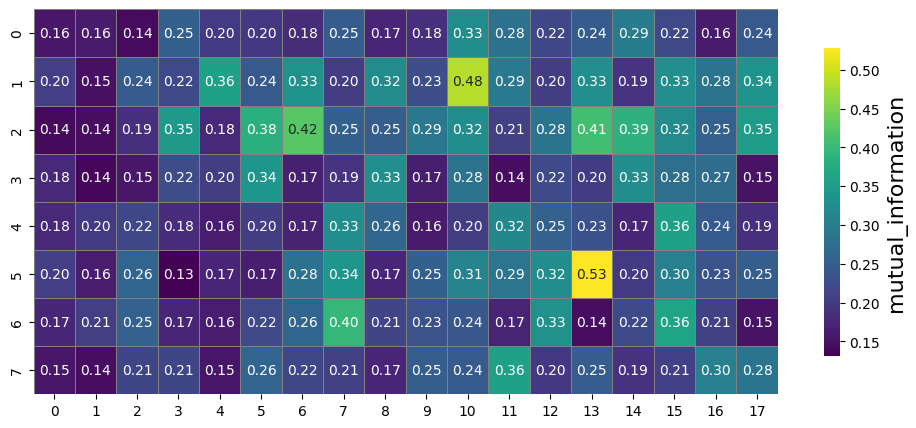 0 0.16 0.16 0.14 0.25 0.20 0.20 0.18 0.25 0.17 0.18 0.33 0.28 0.22 0.24 0.29 0.22 0.16 0.24
1 0.20 0.15 0.24 0.22 0.36 0.24 0.33 0.20 0.32 0.23 0.48 0.29 0.20 0.33 0.19 0.33 0.28 0.34
2 0.14 0.14 0.19 0.35 0.18 0.38 0.42 0.25 0.25 0.29 0.32 0.21 0.28 0.41 0.39 0.32 0.25 0.35
3 0.18 0.14 0.15 0.22 0.20 0.34 0.17 0.19 0.33 0.17 0.28 0.14 0.22 0.20 0.33 0.28 0.27 0.15
4 0.18 0.20 0.22 0.18 0.16 0.20 0.17 0.33 0.26 0.16 0.20 0.32 0.25 0.23 0.17 0.36 0.24 0.19
5 0.20 0.16 0.26 0.13 0.17 0.17 0.28 0.34 0.17 0.25 0.31 0.29 0.32 0.53 0.20 0.30 0.23 0.25
6 0.17 0.21 0.25 0.17 0.16 0.22 0.26 0.40 0.21 0.23 0.24 0.17 0.33 0.14 0.22 0.36 0.21 0.15
7 0.15 0.14 0.21 0.21 0.15 0.26 0.22 0.21 0.17 0.25 0.24 0.36 0.20 0.25 0.19 0.21 0.30 0.28
0 1 2 3 4 5 6 7 8 9 10 11 12 13 14 15 16 17
0.50
0.45
0.40
0.35
0.30
0.25
0.20
0.15
mutual_information